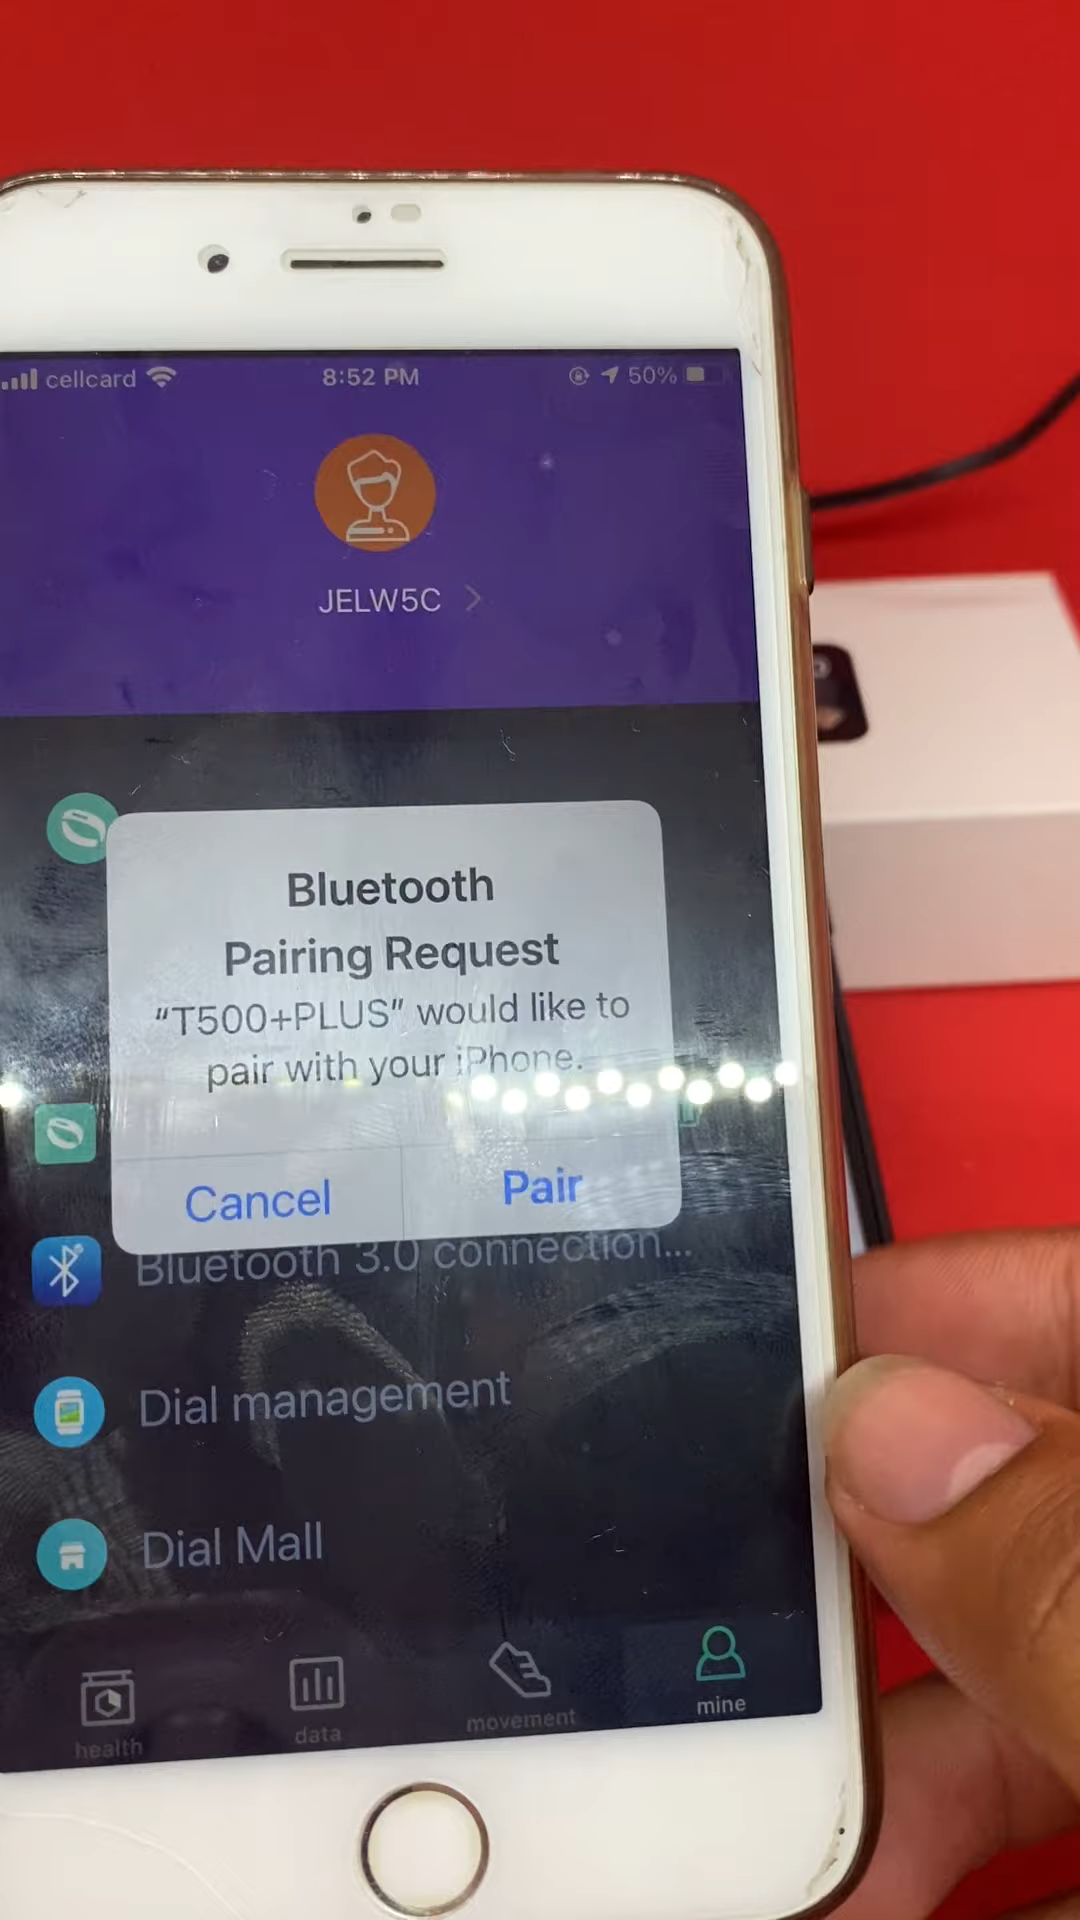 cellcard 8:52 PM 50%
JELW5C
Bluetooth
Pairing Request
"T500+PLUS" would like to
pair with your iPhone.
Cancel Pair
Bluetooth 3.0 connection...
Dial management
Dial Mall
health data movement mine